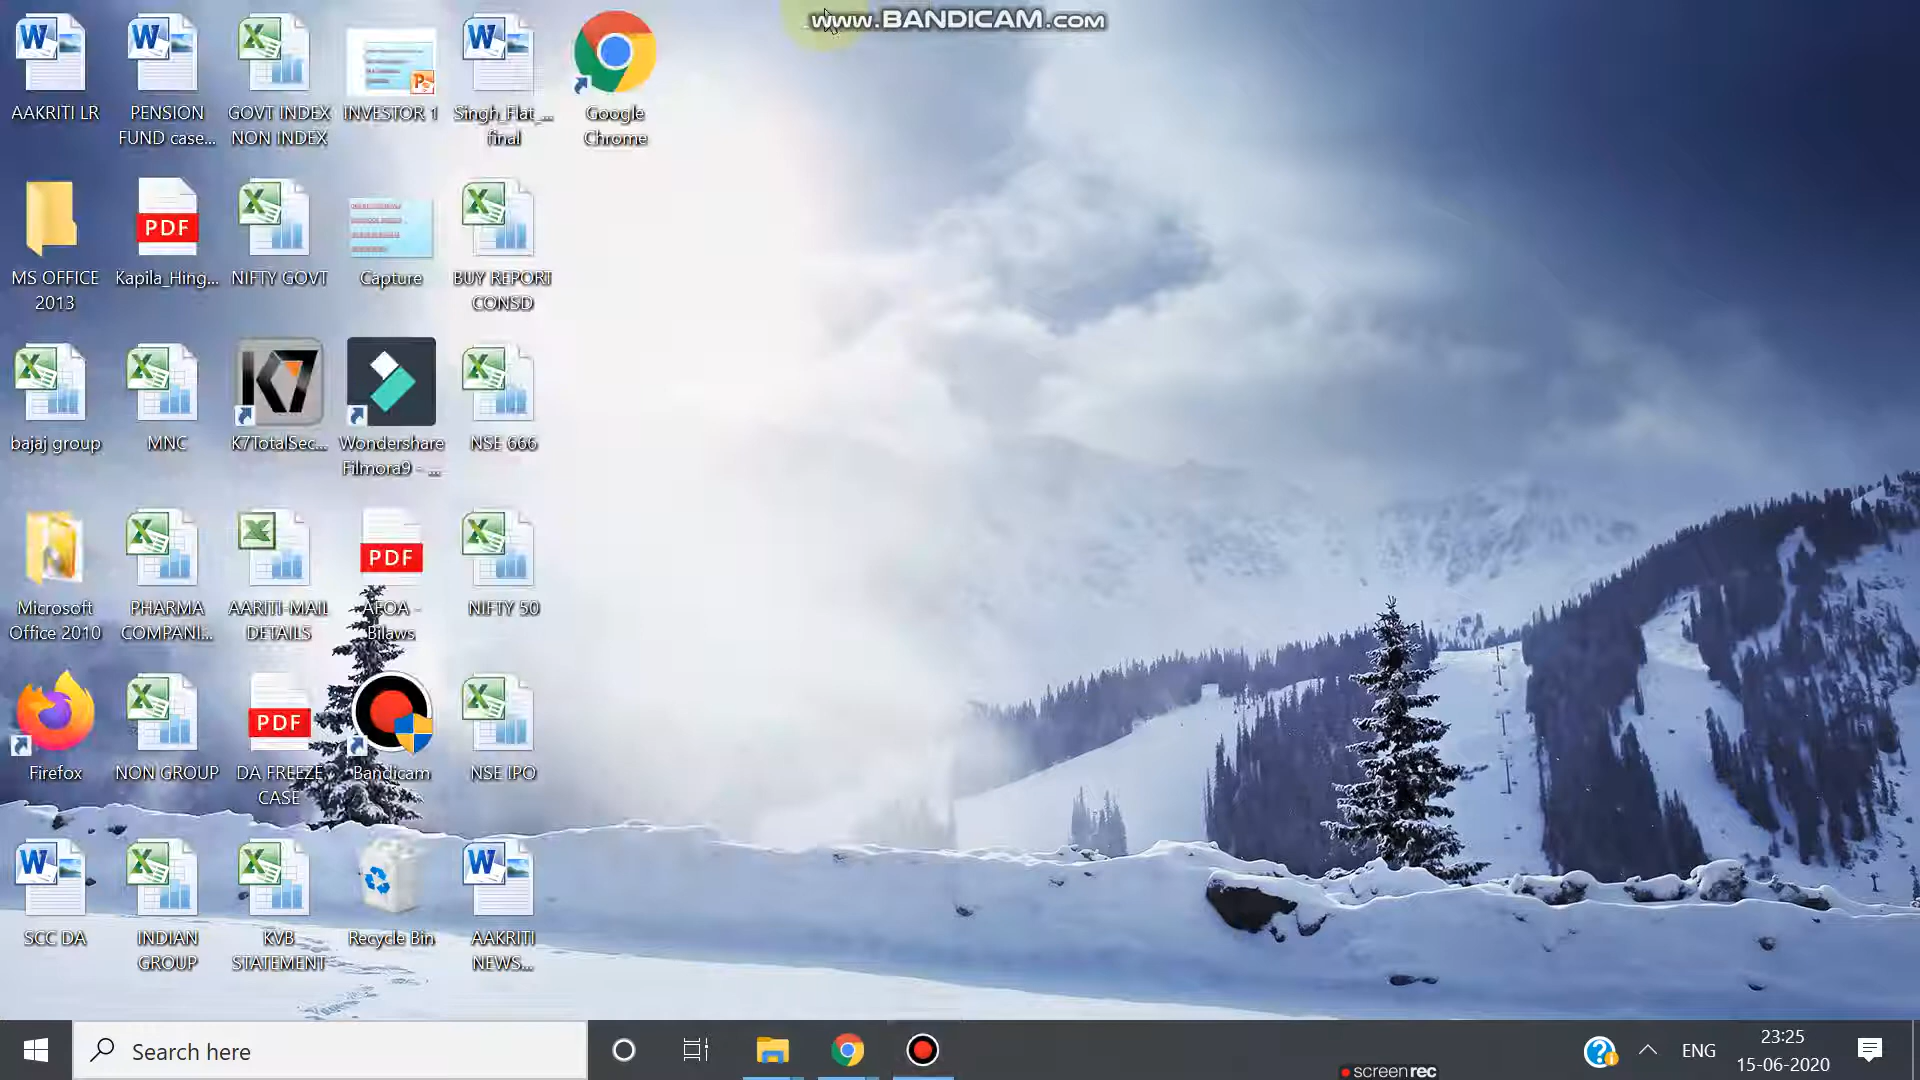 www.BANDICAM.COM
AAKRITI LR
PENSION
FUND case...
GOVT INDEX
NON INDEX
INVESTOR 1
Singh_Flat_...
final
Google
Chrome
MS OFFICE
2013
PDF
Kapila_Hing...
NIFTY GOVT
Capture
BUY REPORT
CONSD
bajaj group
MNC
K7TotalSec...
Wondershare
Filmora9 - ...
NSE 666
Microsoft
Office 2010
PHARMA
COMPANI...
AARITI-MAIL
DETAILS
PDF
AFOA -
Bilaws
NIFTY 50
Firefox
NON GROUP
PDF
DA FREEZE
CASE
Bandicam
NSE IPO
SCC DA
INDIAN
GROUP
KVB
STATEMENT
Recycle Bin
AAKRITI
NEWS...
Search here
ENG
23:25
15-06-2020
screenrec